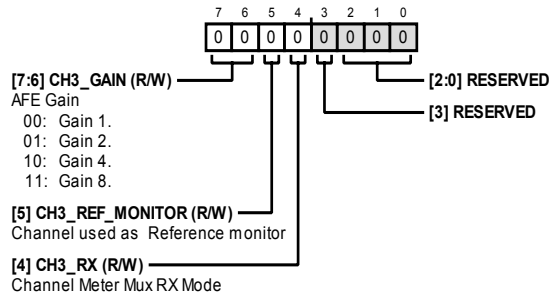 7 6 5 4 3 2 1 0
0 0 0 0 0 0 0 0
[7:6] CH3_GAIN (R/W)
AFE Gain
00: Gain 1.
01: Gain 2.
10: Gain 4.
11: Gain 8.
[5] CH3_REF_MONITOR (R/W)
Channel used as Reference monitor
[4] CH3_RX (R/W)
Channel Meter Mux RX Mode
[2:0] RESERVED
[3] RESERVED